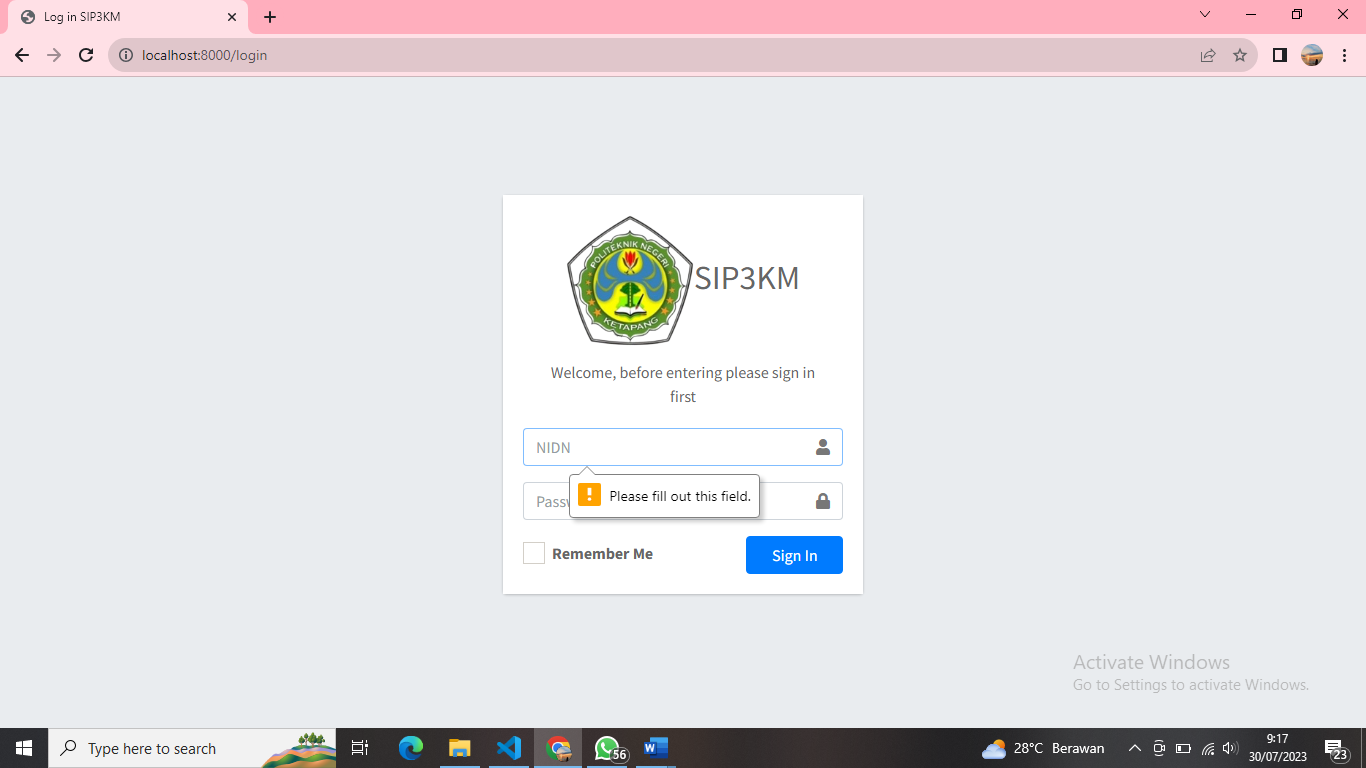 Log in SIP3KM
localhost:8000/login
POLITEKNIK NEGERI
KETAPANG
SIP3KM
Welcome, before entering please sign in
first
NIDN
Please fill out this field.
Passw
Remember Me
Sign In
Activate Windows
Go to Settings to activate Windows.
Type here to search
56
28°C Berawan
9:17
30/07/2023
23